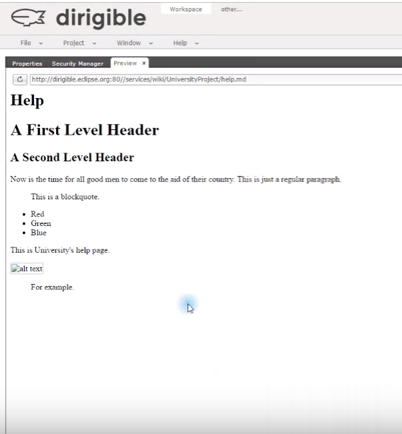 dirigible
Workspace
other...
File
Project
Window
Help
Properties
Security Manager
Preview
http://dirigible.eclipse.org:80//services/wiki/UniversityProject/help.md
Help
A First Level Header
A Second Level Header
Now is the time for all good men to come to the aid of their country. This is just a regular paragraph.
This is a blockquote.
Red
Green
Blue
This is University's help page.
alt text
For example.